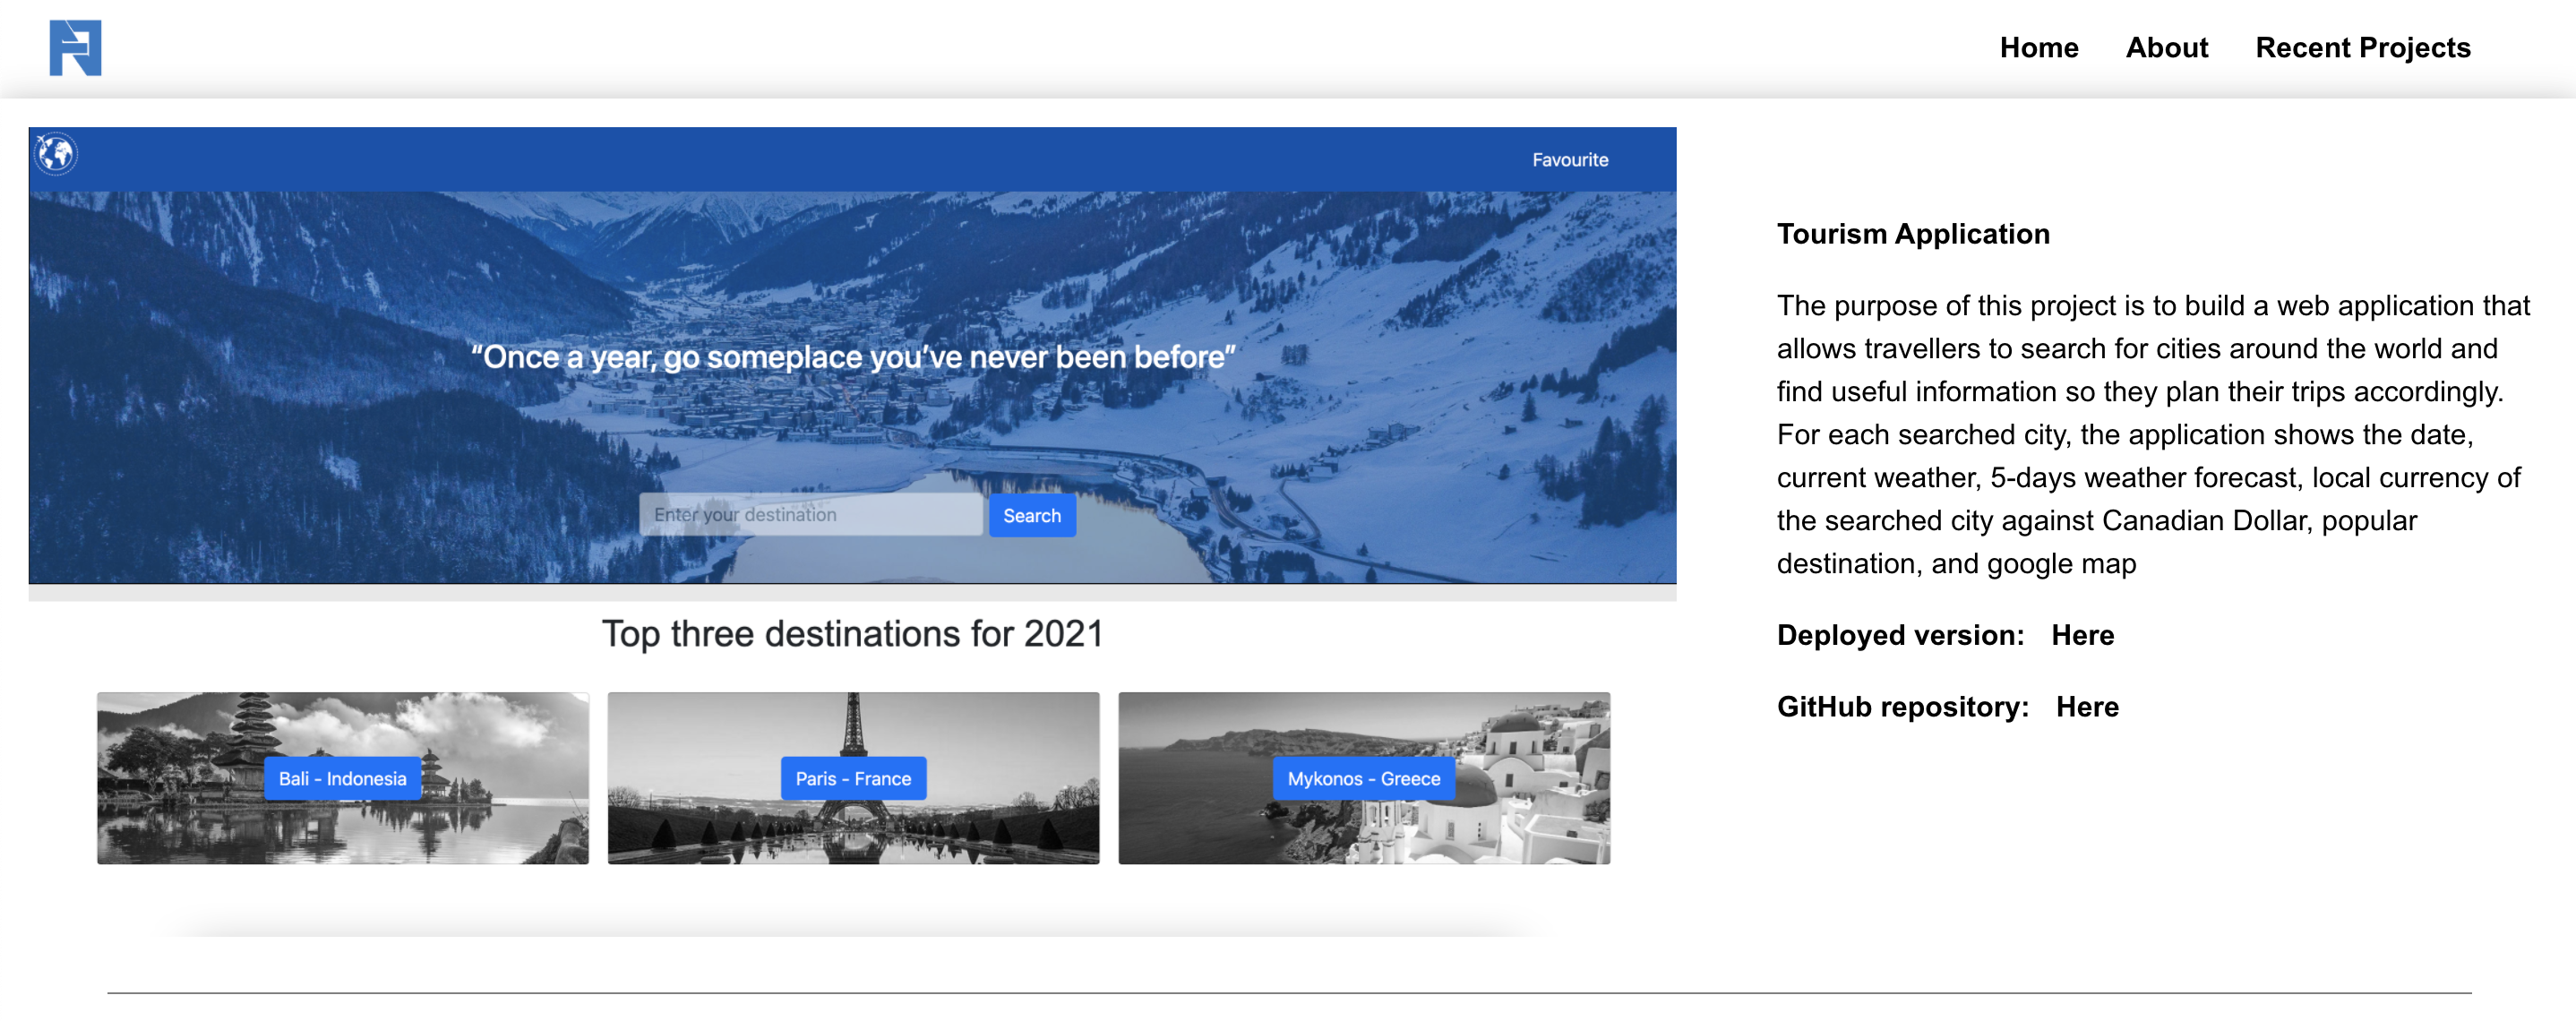 Home About Recent Projects
Favourite
“Once a year, go someplace you’ve never been before”
Enter your destination Search
Top three destinations for 2021
Bali - Indonesia Paris - France Mykonos - Greece
Tourism Application
The purpose of this project is to build a web application that
allows travellers to search for cities around the world and
find useful information so they plan their trips accordingly.
For each searched city, the application shows the date,
current weather, 5-days weather forecast, local currency of
the searched city against Canadian Dollar, popular
destination, and google map
Deployed version: Here
GitHub repository: Here